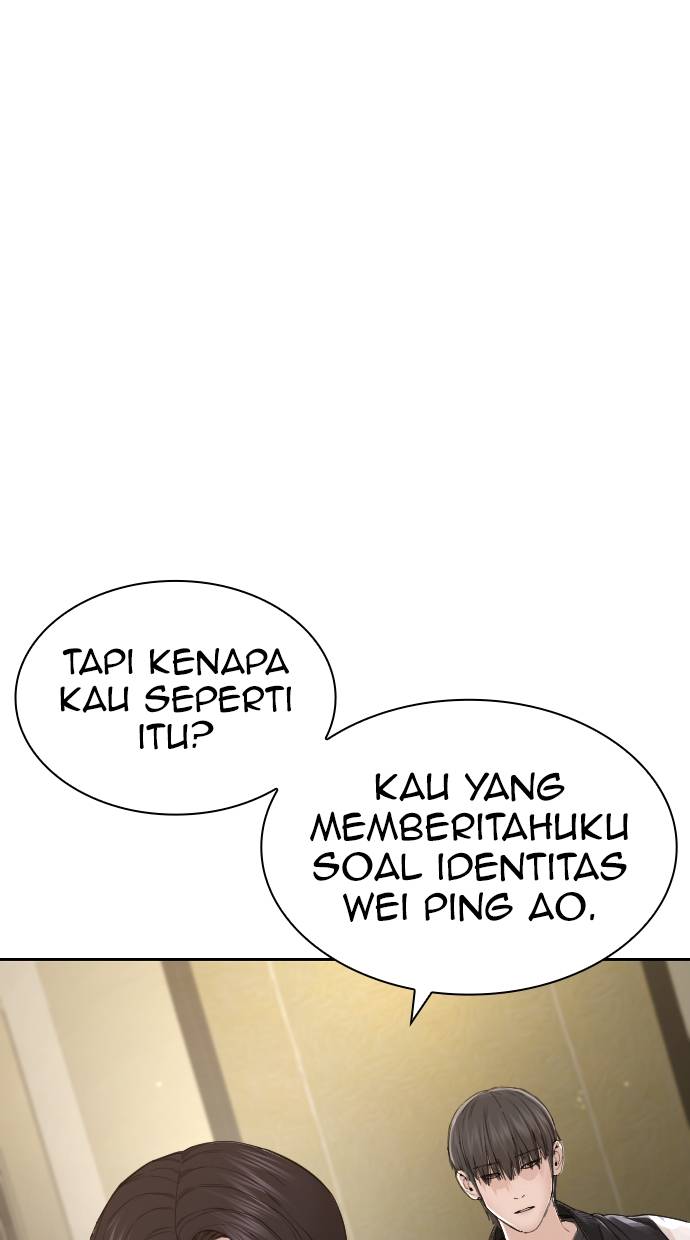 TAPI KENAPA
KAU SEPERTI
ITU?
KAU YANG
MEMBERITAHUKU
SOAL IDENTITAS
WEI PING AO.